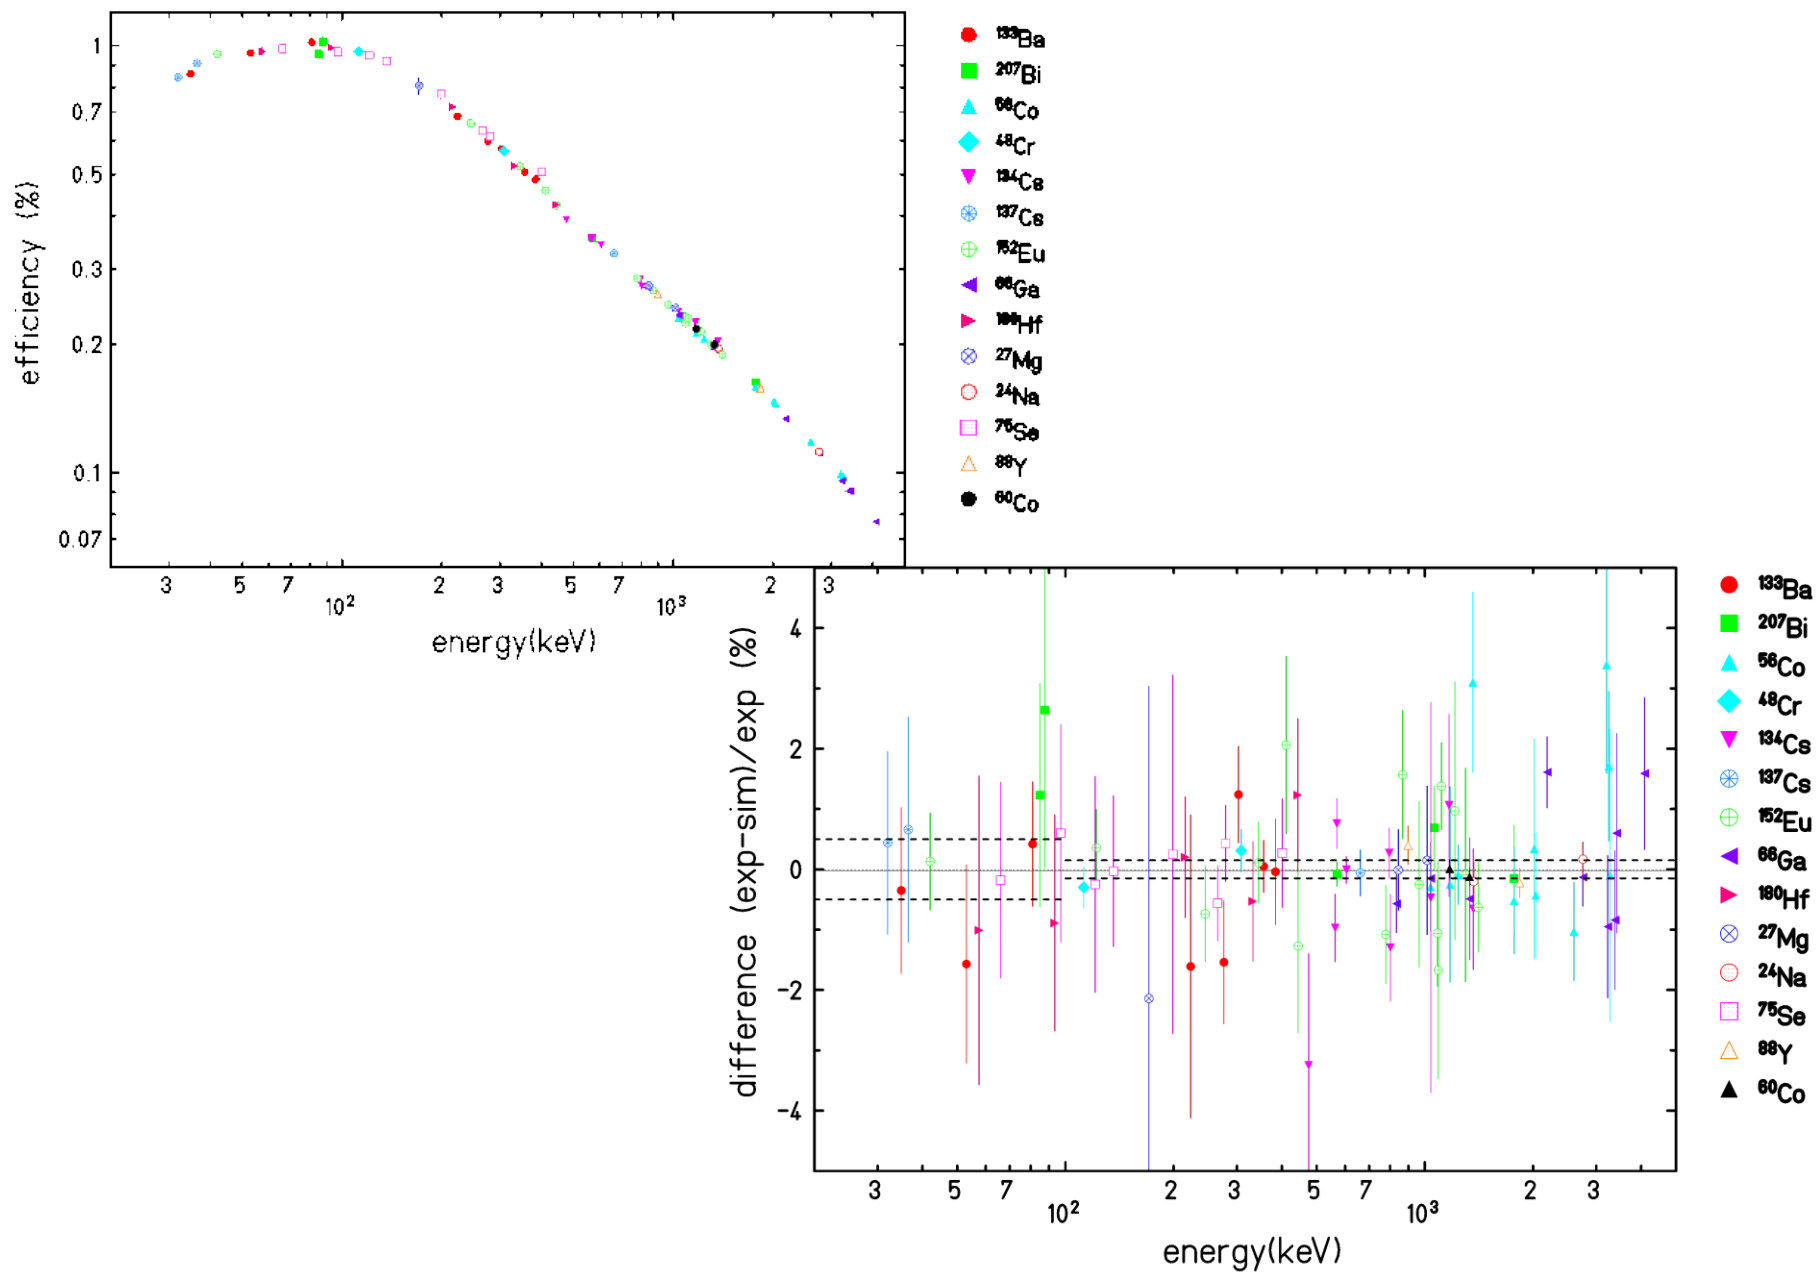 efficiency (%)
1
0.7
0.5
0.3
0.2
0.1
0.07
3 5 7 10² 2 3 5 7 10³ 2 3
energy(keV)
¹³³Ba
²⁰⁷Bi
⁵⁶Co
⁴⁸Cr
¹³⁴Cs
¹³⁷Cs
¹⁵²Eu
⁶⁶Ga
¹⁸⁰Hf
²⁷Mg
²⁴Na
⁷⁵Se
⁸⁸Y
⁶⁰Co
difference (exp-sim)/exp (%)
4
2
0
−2
−4
3 5 7 10² 2 3 5 7 10³ 2 3
energy(keV)
¹³³Ba
²⁰⁷Bi
⁵⁶Co
⁴⁸Cr
¹³⁴Cs
¹³⁷Cs
¹⁵²Eu
⁶⁶Ga
¹⁸⁰Hf
²⁷Mg
²⁴Na
⁷⁵Se
⁸⁸Y
⁶⁰Co